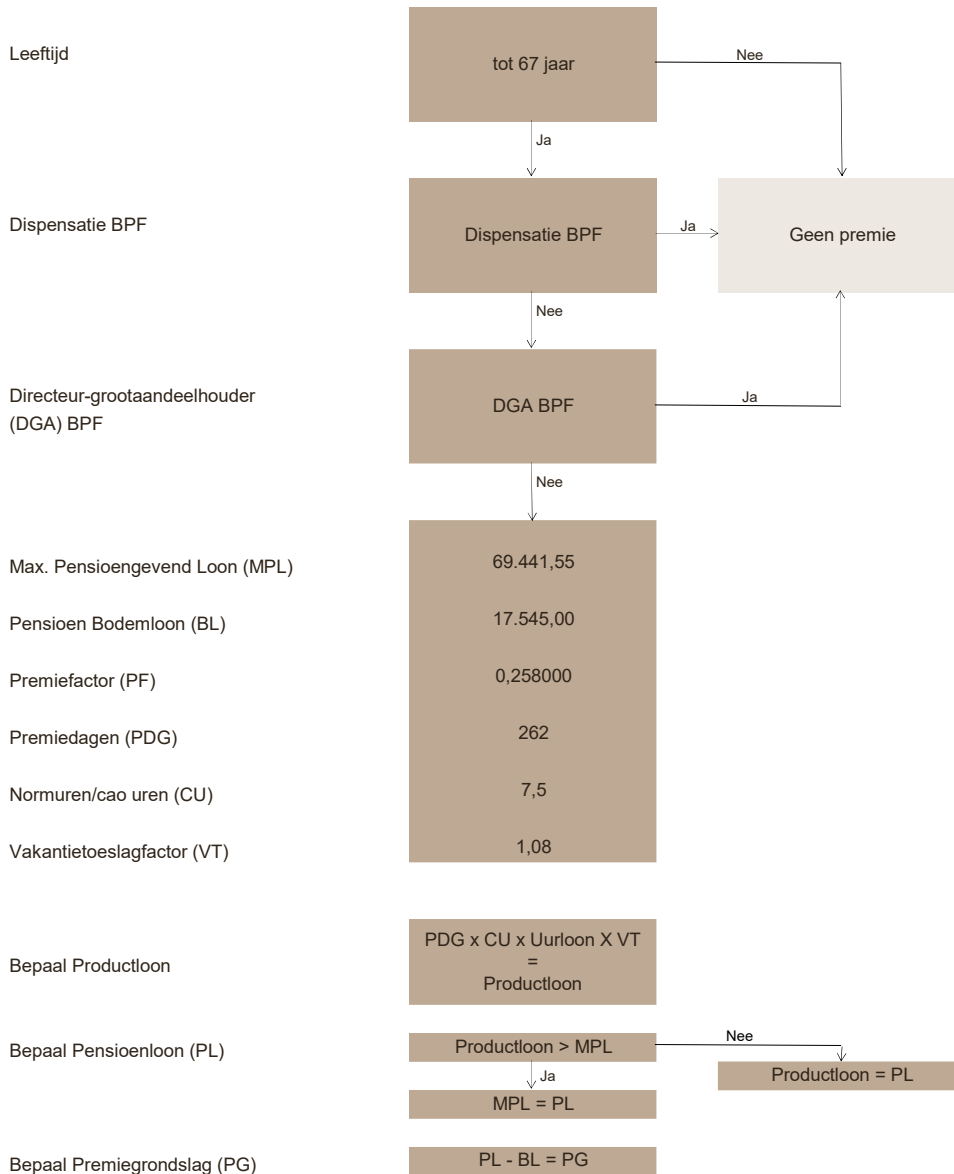 Leeftijd
tot 67 jaar
Nee
Ja
Dispensatie BPF
Dispensatie BPF
Ja
Geen premie
Nee
Directeur-grootaandeelhouder
(DGA) BPF
DGA BPF
Ja
Nee
Max. Pensioengevend Loon (MPL)
69.441,55
Pensioen Bodemloon (BL)
17.545,00
Premiefactor (PF)
0,258000
Premiedagen (PDG)
262
Normuren/cao uren (CU)
7,5
Vakantietoeslagfactor (VT)
1,08
Bepaal Productloon
PDG x CU x Uurloon X VT
=
Productloon
Bepaal Pensioenloon (PL)
Productloon > MPL
Nee
Ja
Productloon = PL
MPL = PL
Bepaal Premiegrondslag (PG)
PL - BL = PG